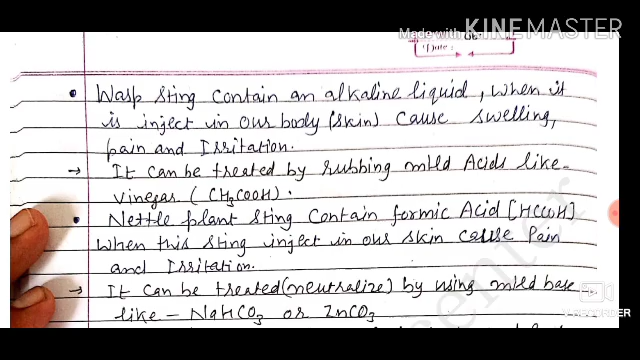 Made with KINEMASTER
Date :
• Wasp Sting Contain an alkaline liquid, when it
is inject in our body (skin) Cause swelling,
pain and Irritation.
→ It can be treated by rubbing mild Acids like-
vinegar (CH3COOH).
• Nettle plant Sting Contain formic Acid [HCOOH]
When this Sting inject in our skin cause Pain
and Irritation.
→ It can be treated (neutralize) by using mild base
like - NaHCO3 or ZnCO3
RECORDER